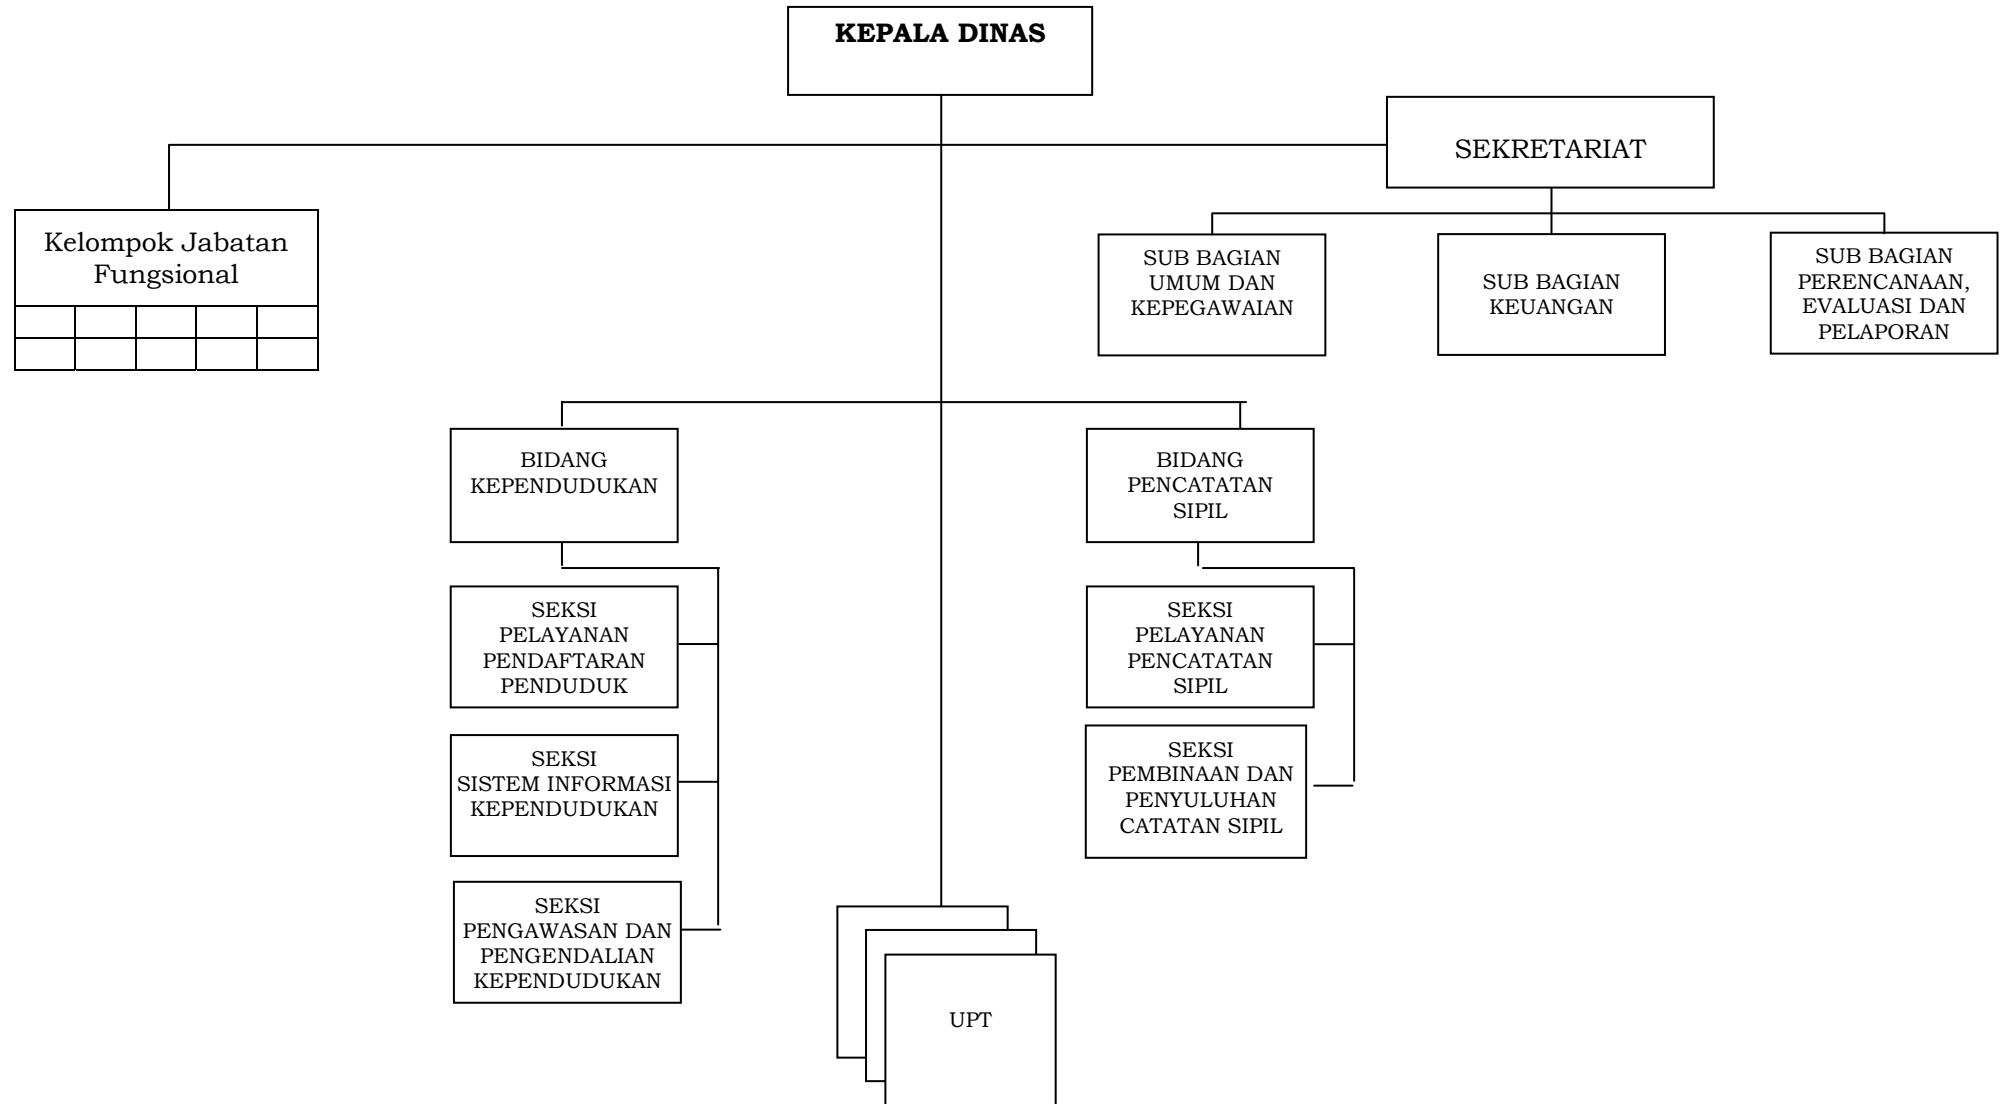 KEPALA DINAS
SEKRETARIAT
Kelompok Jabatan
Fungsional
SUB BAGIAN
UMUM DAN
KEPEGAWAIAN
SUB BAGIAN
KEUANGAN
SUB BAGIAN
PERENCANAAN,
EVALUASI DAN
PELAPORAN
BIDANG
KEPENDUDUKAN
BIDANG
PENCATATAN
SIPIL
SEKSI
PELAYANAN
PENDAFTARAN
PENDUDUK
SEKSI
PELAYANAN
PENCATATAN
SIPIL
SEKSI
SISTEM INFORMASI
KEPENDUDUKAN
SEKSI
PEMBINAAN DAN
PENYULUHAN
CATATAN SIPIL
SEKSI
PENGAWASAN DAN
PENGENDALIAN
KEPENDUDUKAN
UPT